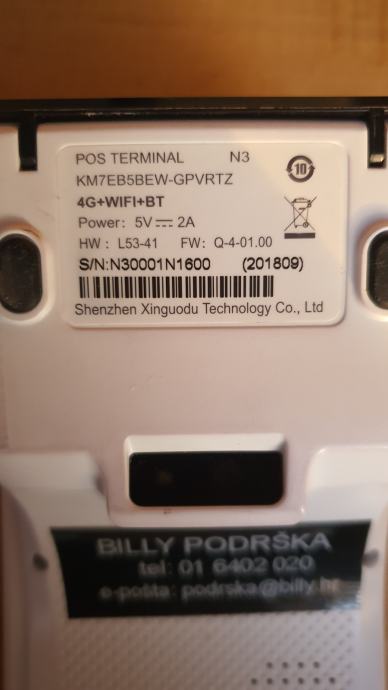 POS TERMINAL N3
10
KM7EB5BEW-GPVRTZ
4G+WIFI+BT
Power: 5V⎓2A
HW: L53-41 FW: Q-4-01.00
S/N:N30001N1600 (201809)
Shenzhen Xinguodu Technology Co., Ltd
BILLY PODRŠKA
tel: 01 6402 020
e-pošta: podrska@billy.hr